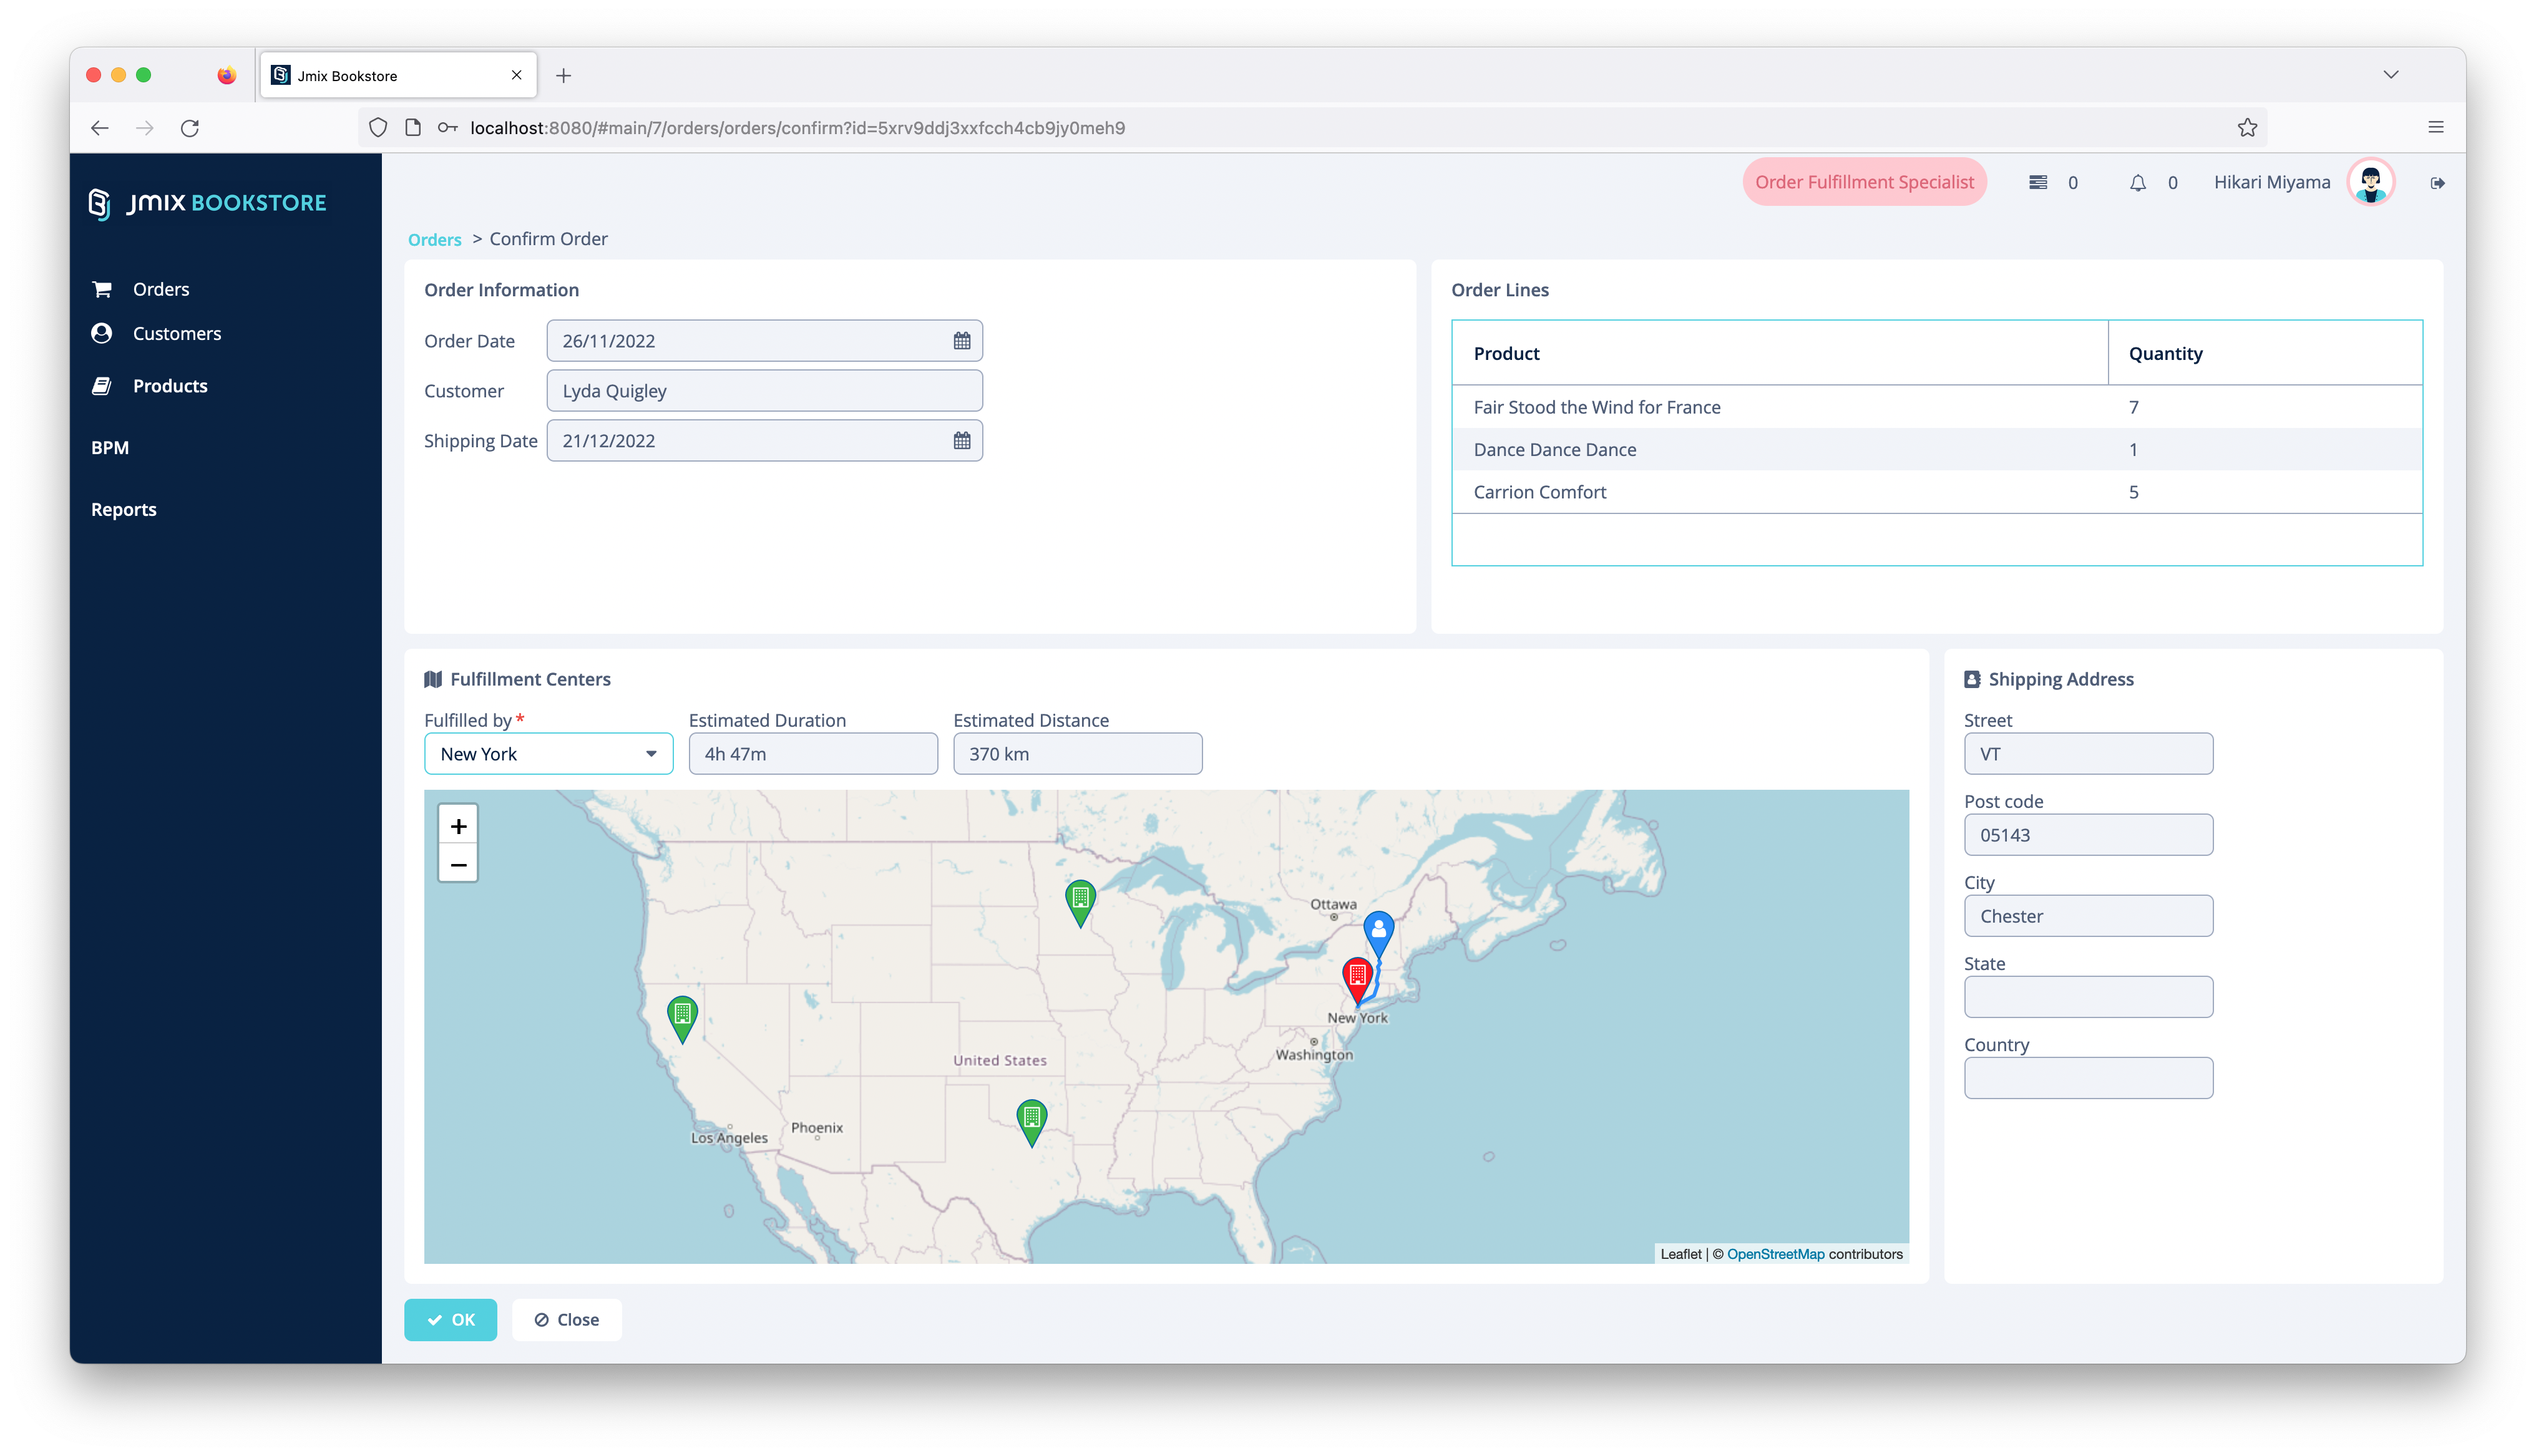 Jmix Bookstore
localhost:8080/#main/7/orders/orders/confirm?id=5xrv9ddj3xxfcch4cb9jy0meh9
JMIX BOOKSTORE
Order Fulfillment Specialist
0
0
Hikari Miyama
Orders
Customers
Products
BPM
Reports
Orders > Confirm Order
Order Information
Order Date 26/11/2022
Customer Lyda Quigley
Shipping Date 21/12/2022
Order Lines
Product Quantity
Fair Stood the Wind for France 7
Dance Dance Dance 1
Carrion Comfort 5
Fulfillment Centers
Fulfilled by * Estimated Duration Estimated Distance
New York 4h 47m 370 km
+
−
Ottawa
New York
Washington
United States
Phoenix
Los Angeles
Leaflet | © OpenStreetMap contributors
Shipping Address
Street
VT
Post code
05143
City
Chester
State
Country
OK
Close